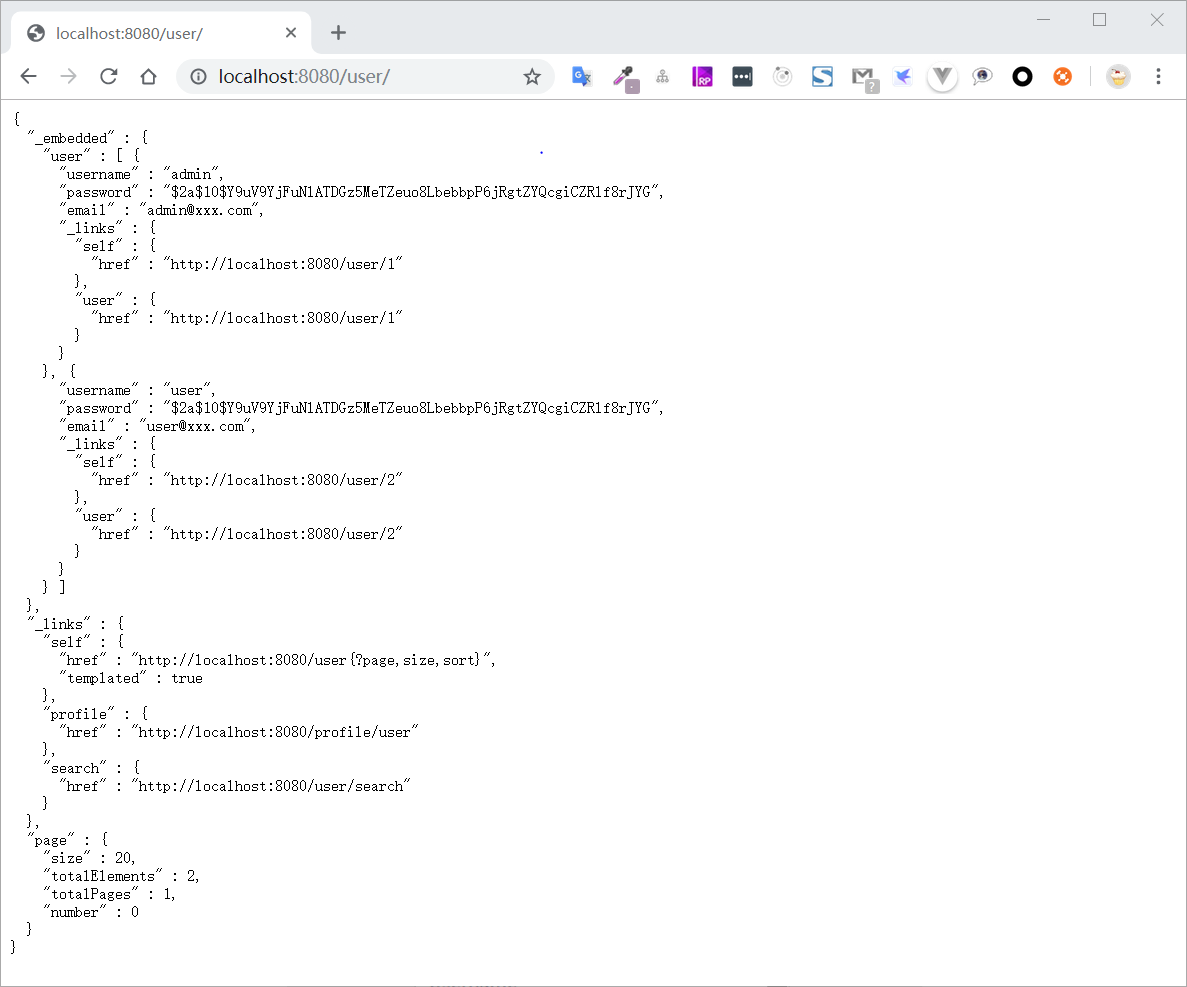 localhost:8080/user/
localhost:8080/user/
{
  "_embedded" : {
    "user" : [ {
      "username" : "admin",
      "password" : "$2a$10$Y9uV9YjFuNlATDGz5MeTZeuo8LbebbpP6jRgtZYQcgiCZRlf8rJYG",
      "email" : "admin@xxx.com",
      "_links" : {
        "self" : {
          "href" : "http://localhost:8080/user/1"
        },
        "user" : {
          "href" : "http://localhost:8080/user/1"
        }
      }
    }, {
      "username" : "user",
      "password" : "$2a$10$Y9uV9YjFuNlATDGz5MeTZeuo8LbebbpP6jRgtZYQcgiCZRlf8rJYG",
      "email" : "user@xxx.com",
      "_links" : {
        "self" : {
          "href" : "http://localhost:8080/user/2"
        },
        "user" : {
          "href" : "http://localhost:8080/user/2"
        }
      }
    } ]
  },
  "_links" : {
    "self" : {
      "href" : "http://localhost:8080/user{?page,size,sort}",
      "templated" : true
    },
    "profile" : {
      "href" : "http://localhost:8080/profile/user"
    },
    "search" : {
      "href" : "http://localhost:8080/user/search"
    }
  },
  "page" : {
    "size" : 20,
    "totalElements" : 2,
    "totalPages" : 1,
    "number" : 0
  }
}